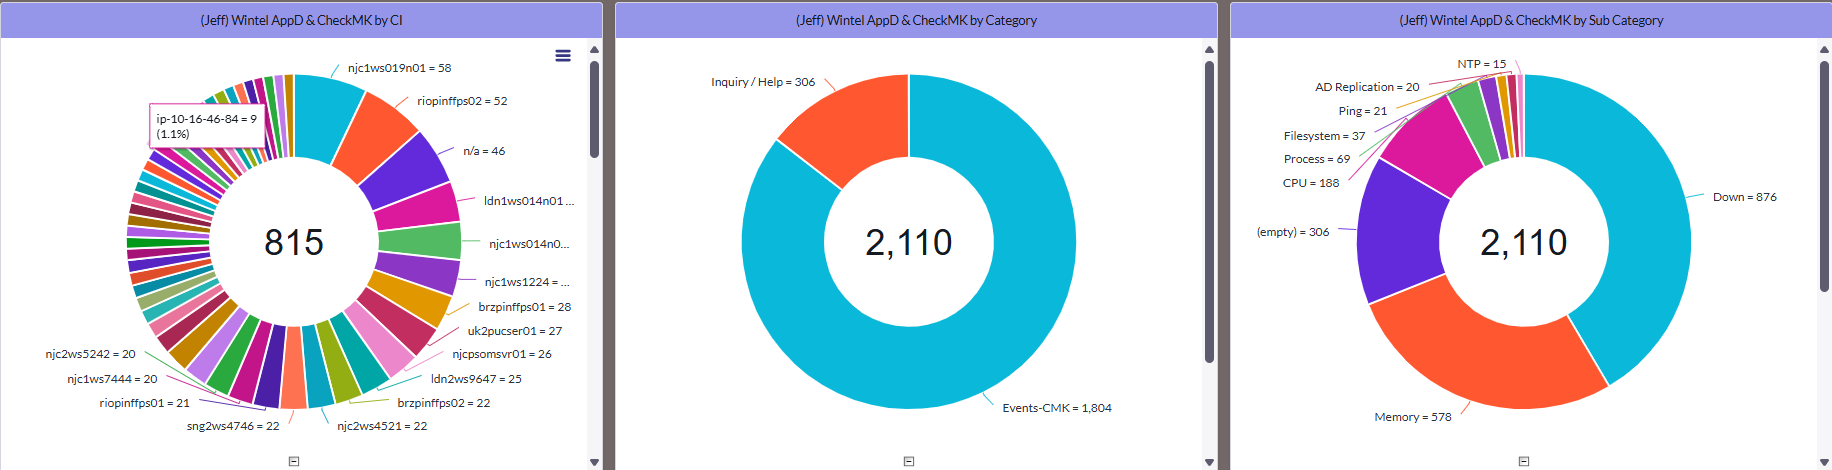 (Jeff) Wintel AppD & CheckMK by CI
njc1ws019n01 = 58
riopinffps02 = 52
n/a = 46
ldn1ws014n01 ...
njc1ws014n0...
njc1ws1224 = ...
brzpinffps01 = 28
uk2pucser01 = 27
njcpsomsvr01 = 26
ldn2ws9647 = 25
brzpinffps02 = 22
njc2ws4521 = 22
sng2ws4746 = 22
riopinffps01 = 21
njc1ws7444 = 20
njc2ws5242 = 20
ip-10-16-46-84 = 9
(1.1%)
815
(Jeff) Wintel AppD & CheckMK by Category
Inquiry / Help = 306
2,110
Events-CMK = 1,804
(Jeff) Wintel AppD & CheckMK by Sub Category
NTP = 15
AD Replication = 20
Ping = 21
Filesystem = 37
Process = 69
CPU = 188
(empty) = 306
Down = 876
2,110
Memory = 578